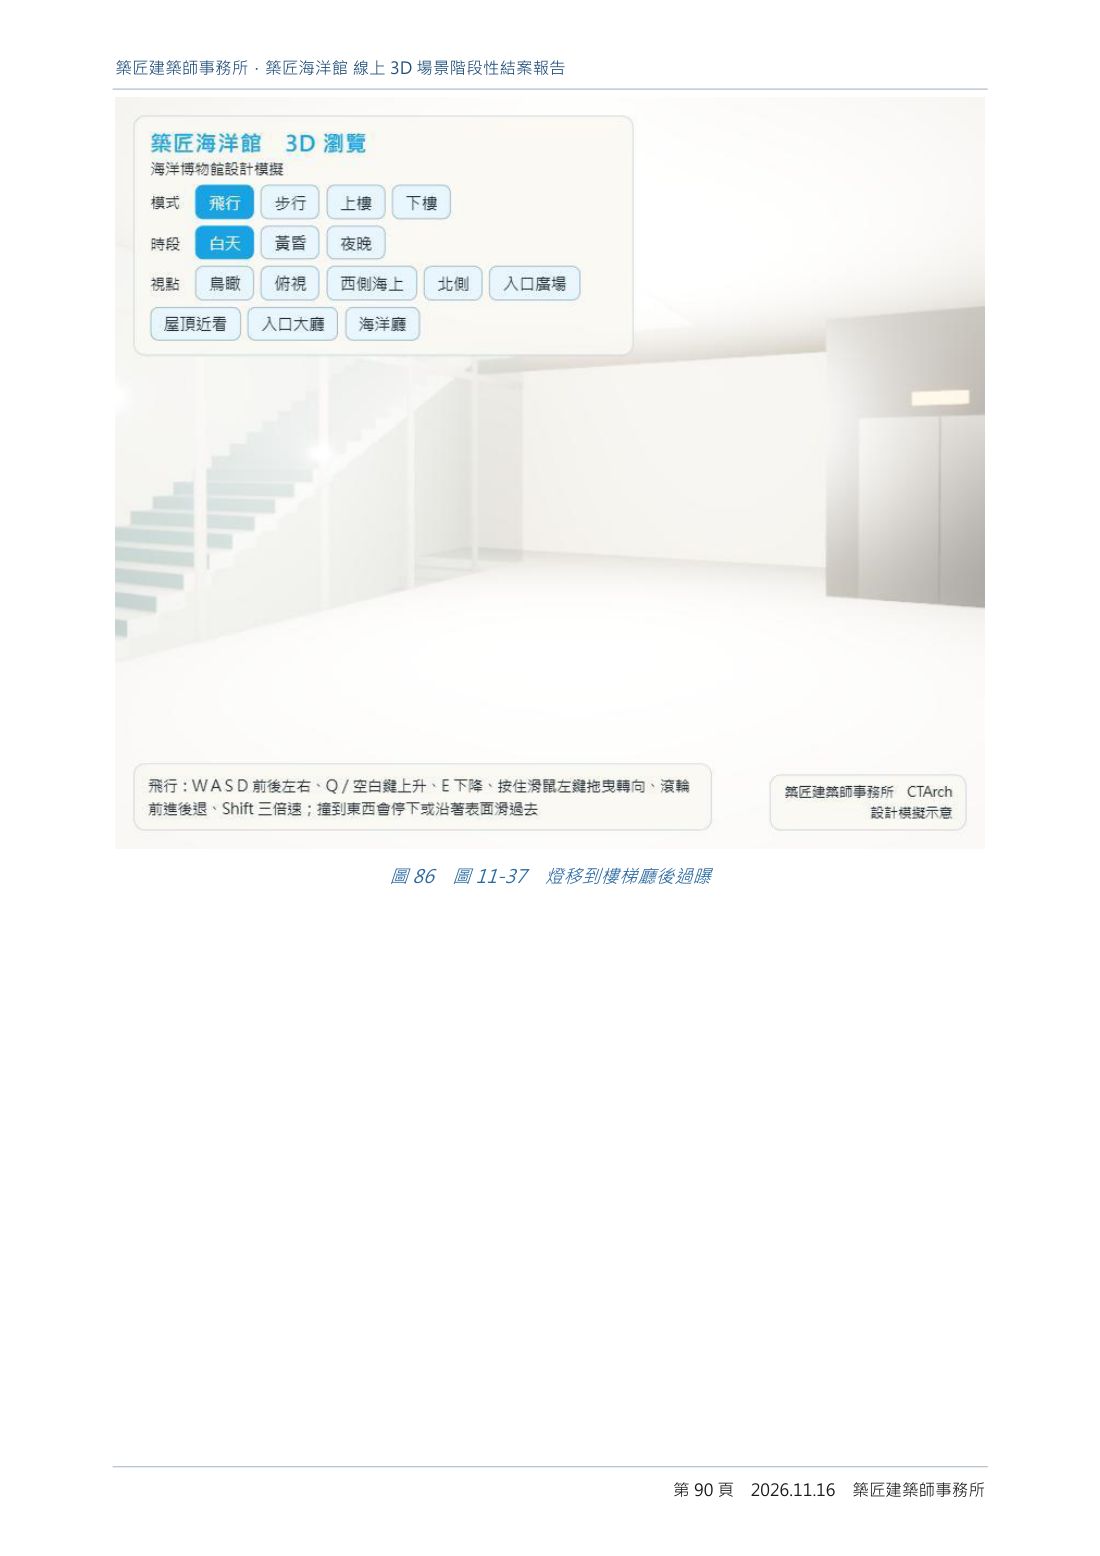 築匠建築師事務所．築匠海洋館 線上 3D 場景階段性結案報告
築匠海洋館　3D 瀏覽
海洋博物館設計模擬
模式 飛行 步行 上樓 下樓
時段 白天 黃昏 夜晚
視點 鳥瞰 俯視 西側海上 北側 入口廣場
屋頂近看 入口大廳 海洋廳
飛行：W A S D 前後左右、Q / 空白鍵上升、E 下降、按住滑鼠左鍵拖曳轉向、滾輪
前進後退、Shift 三倍速；撞到東西會停下或沿著表面滑過去
築匠建築師事務所　CTArch
設計模擬示意
圖 86　圖 11-37　燈移到樓梯廳後過曝
第 90 頁　2026.11.16　築匠建築師事務所